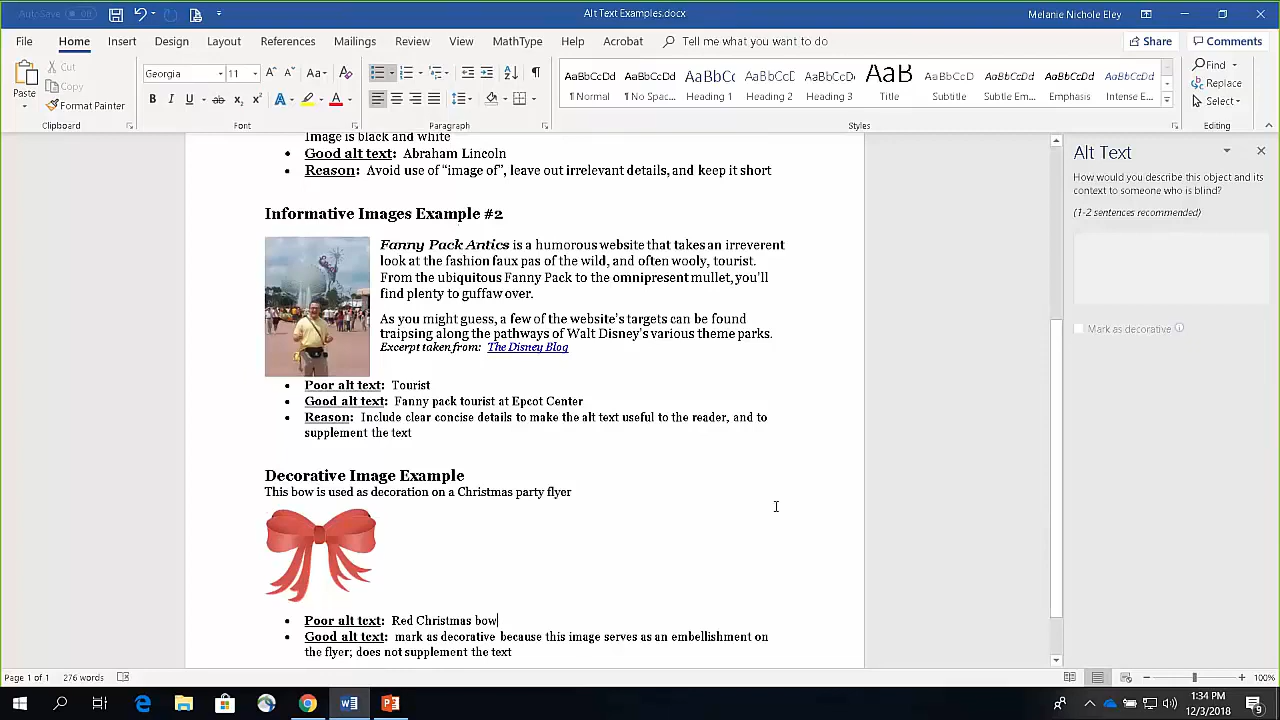 AutoSave Off
Alt Text Examples.docx
Melanie Nichole Eley
File Home Insert Design Layout References Mailings Review View MathType Help Acrobat Tell me what you want to do
Share Comments
Paste
Cut
Copy
Format Painter
Georgia 11
Aa
B I U ab x₂ x² A A
AaBbCcDd AaBbCcDd AaBbCc AaBbCcD AaBbCcD AaB AaBbCcD AaBbCcDd AaBbCcDd AaBbCcDd
¶ Normal ¶ No Spac... Heading 1 Heading 2 Heading 3 Title Subtitle Subtle Em... Emphasis Intense E...
Find
Replace
Select
Clipboard Font Paragraph Styles Editing
Image is black and white
• Good alt text: Abraham Lincoln
• Reason: Avoid use of “image of”, leave out irrelevant details, and keep it short
Informative Images Example #2
Fanny Pack Antics is a humorous website that takes an irreverent
look at the fashion faux pas of the wild, and often wooly, tourist.
From the ubiquitous Fanny Pack to the omnipresent mullet, you'll
find plenty to guffaw over.
As you might guess, a few of the website's targets can be found
traipsing along the pathways of Walt Disney's various theme parks.
Excerpt taken from: The Disney Blog
• Poor alt text: Tourist
• Good alt text: Fanny pack tourist at Epcot Center
• Reason: Include clear concise details to make the alt text useful to the reader, and to
supplement the text
Decorative Image Example
This bow is used as decoration on a Christmas party flyer
• Poor alt text: Red Christmas bow
• Good alt text: mark as decorative because this image serves as an embellishment on
the flyer; does not supplement the text
Alt Text
How would you describe this object and its
context to someone who is blind?
(1-2 sentences recommended)
Mark as decorative
Page 1 of 1 276 words
100%
1:34 PM
12/3/2018